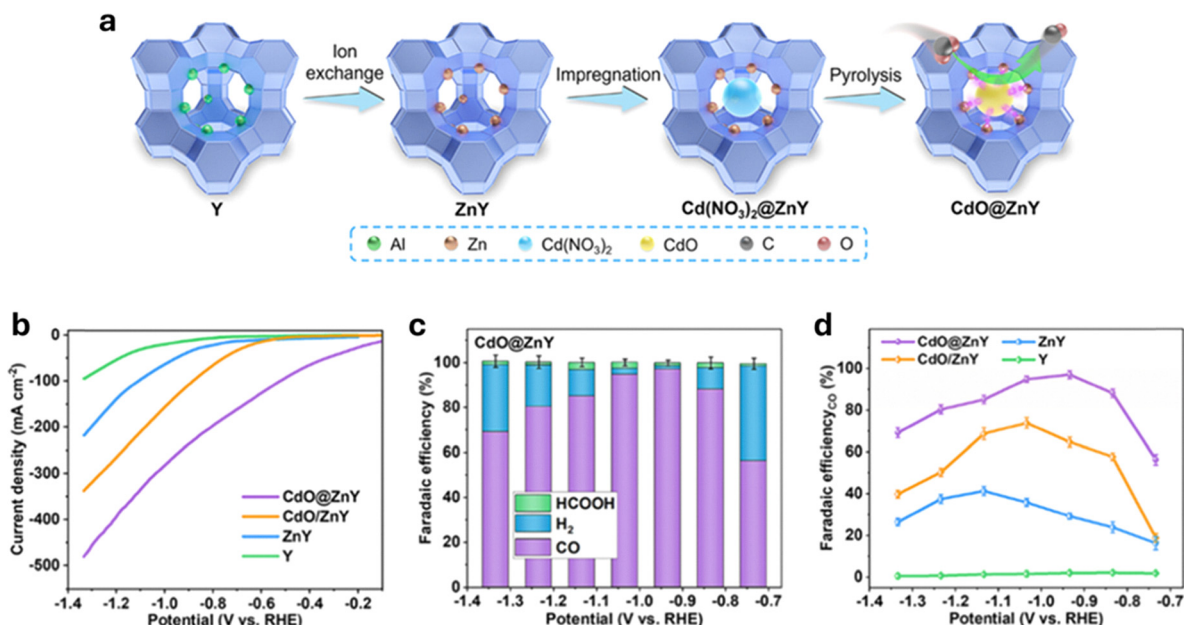 a
Ion
exchange
Impregnation
Pyrolysis
Y
ZnY
Cd(NO₃)₂@ZnY
CdO@ZnY
Al
Zn
Cd(NO₃)₂
CdO
C
O
b
0
-100
-200
-300
-400
-500
Current density (mA cm⁻²)
CdO@ZnY
CdO/ZnY
ZnY
Y
-1.4
-1.2
-1.0
-0.8
-0.6
-0.4
-0.2
Potential (V vs. RHE)
c
CdO@ZnY
100
80
60
40
20
0
Faradaic efficiency (%)
HCOOH
H₂
CO
-1.4
-1.3
-1.2
-1.1
-1.0
-0.9
-0.8
-0.7
Potential (V vs. RHE)
d
CdO@ZnY
ZnY
CdO/ZnY
Y
100
80
60
40
20
0
Faradaic efficiency_CO (%)
-1.4
-1.3
-1.2
-1.1
-1.0
-0.9
-0.8
-0.7
Potential (V vs. RHE)